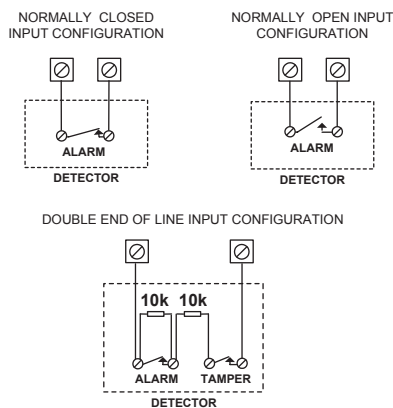 NORMALLY CLOSED
INPUT CONFIGURATION
ALARM
DETECTOR
NORMALLY OPEN INPUT
CONFIGURATION
ALARM
DETECTOR
DOUBLE END OF LINE INPUT CONFIGURATION
10k 10k
ALARM TAMPER
DETECTOR